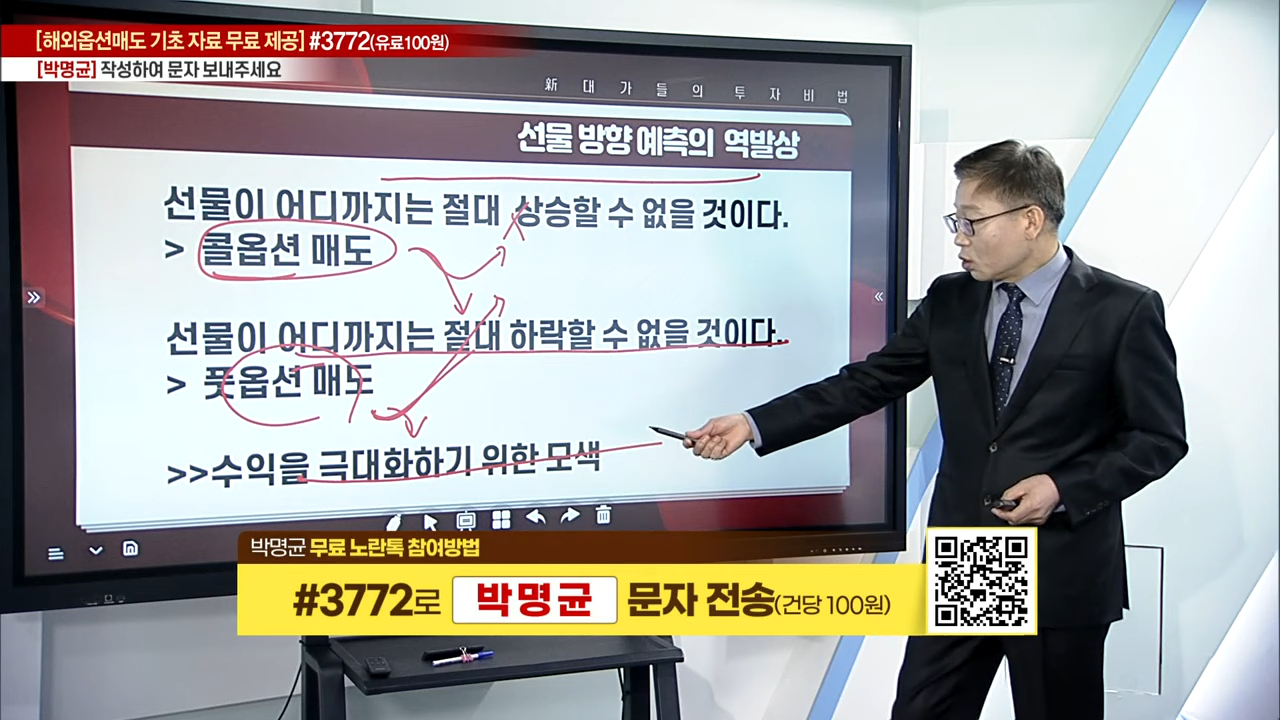 [해외옵션매도 기초 자료 무료 제공] #3772(유료100원)
[박명균] 작성하여 문자 보내주세요
新 대가들의 투자비법
선물 방향 예측의 역발상
선물이 어디까지는 절대 상승할 수 없을 것이다.
> 콜옵션 매도
선물이 어디까지는 절대 하락할 수 없을 것이다.
> 풋옵션 매도
>>수익을 극대화하기 위한 모색
박명균 무료 노란톡 참여방법
#3772로 박명균 문자 전송(건당 100원)